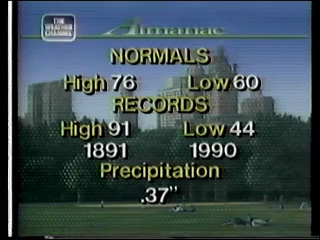 THE
WEATHER
CHANNEL
Almanac
NORMALS
High 76 Low 60
RECORDS
High 91 Low 44
1891 1990
Precipitation
.37"